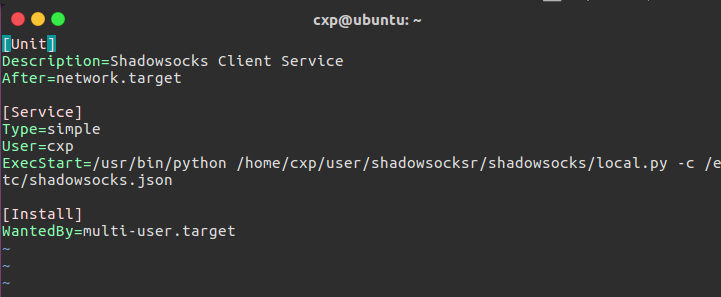 cxp@ubuntu: ~
[Unit]
Description=Shadowsocks Client Service
After=network.target
[Service]
Type=simple
User=cxp
ExecStart=/usr/bin/python /home/cxp/user/shadowsocksr/shadowsocks/local.py -c /e
tc/shadowsocks.json
[Install]
WantedBy=multi-user.target
~
~
~